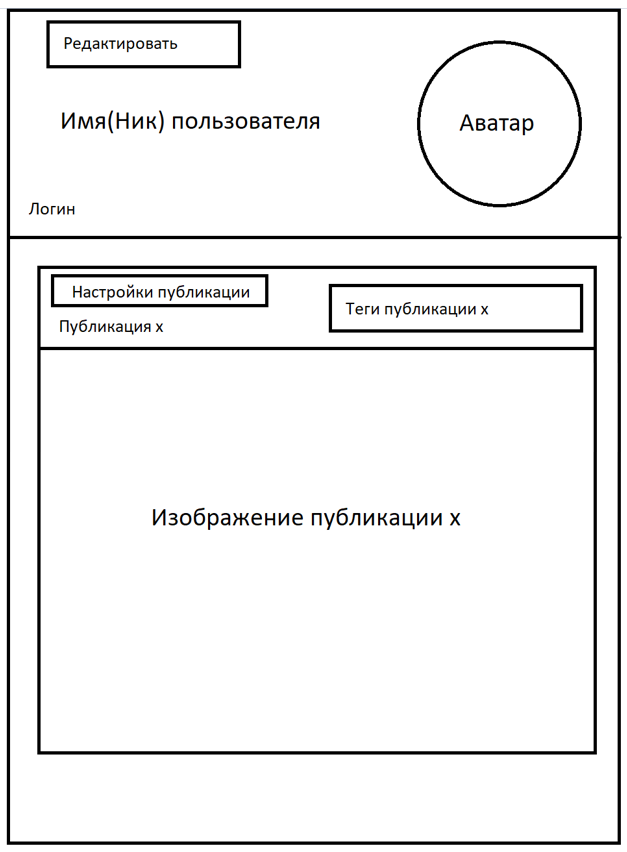 Редактировать
Имя(Ник) пользователя
Аватар
Логин
Настройки публикации
Теги публикации x
Публикация x
Изображение публикации x